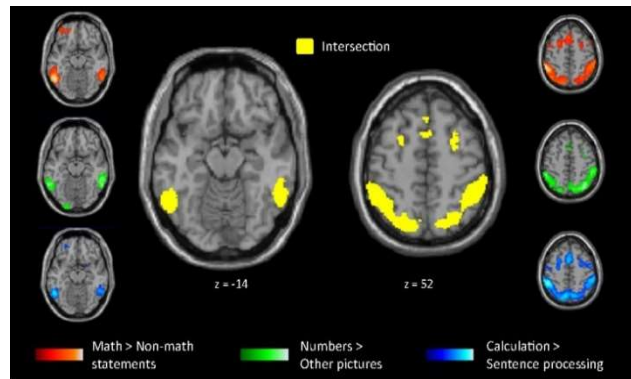 Intersection
z = -14
z = 52
Math > Non-math
statements
Numbers >
Other pictures
Calculation >
Sentence processing